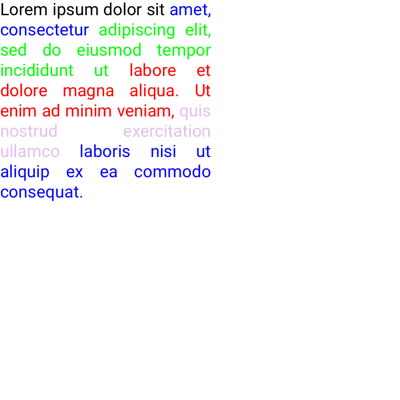 Lorem ipsum dolor sit amet,
consectetur adipiscing elit,
sed do eiusmod tempor
incididunt ut labore et
dolore magna aliqua. Ut
enim ad minim veniam, quis
nostrud exercitation
ullamco laboris nisi ut
aliquip ex ea commodo
consequat.